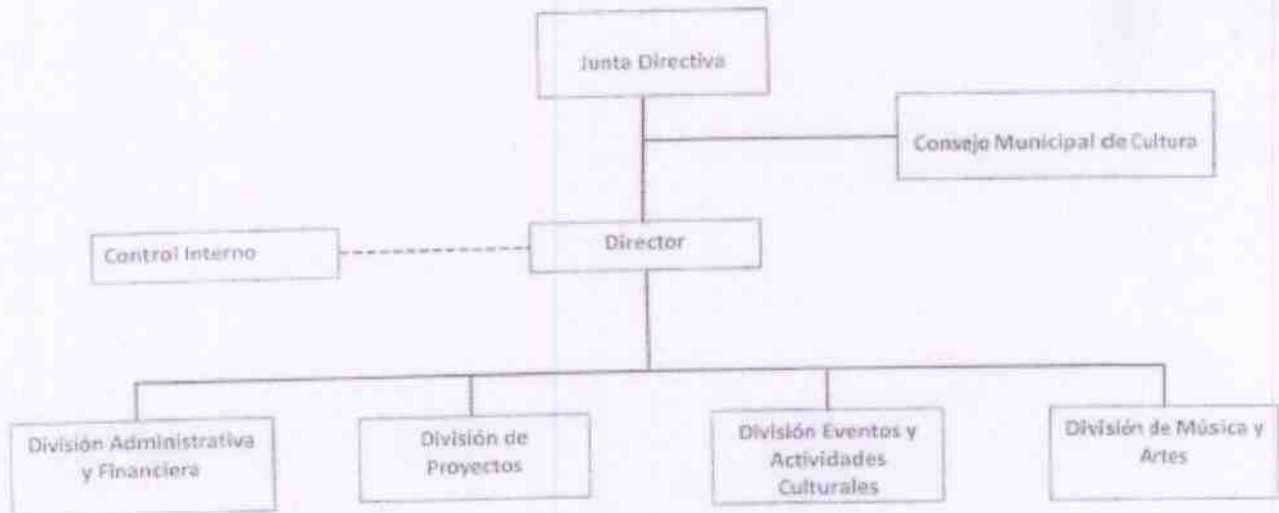 Junta Directiva
Consejo Municipal de Cultura
Control Interno
Director
División Administrativa
y Financiera
División de
Proyectos
División Eventos y
Actividades
Culturales
División de Música y
Artes